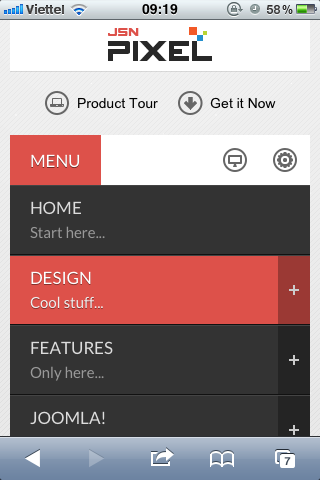 Viettel 09:19 58%
JSN
PIXEL
Product Tour Get it Now
MENU
HOME
Start here...
DESIGN
Cool stuff...
+
FEATURES
Only here...
+
JOOMLA!
+
7